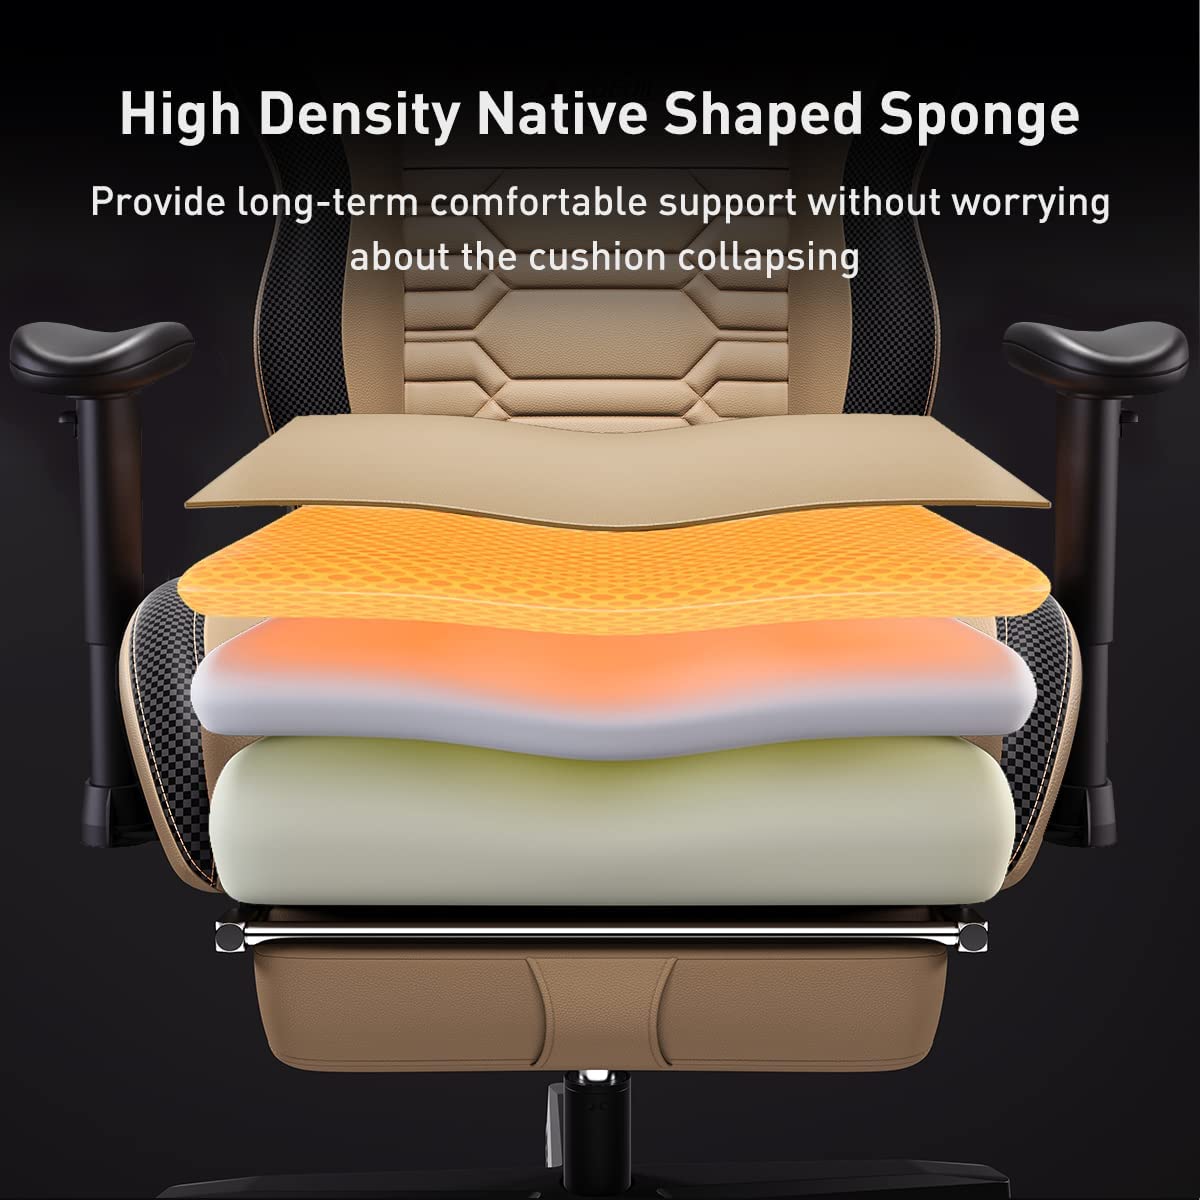 High Density Native Shaped Sponge
Provide long-term comfortable support without worrying
about the cushion collapsing